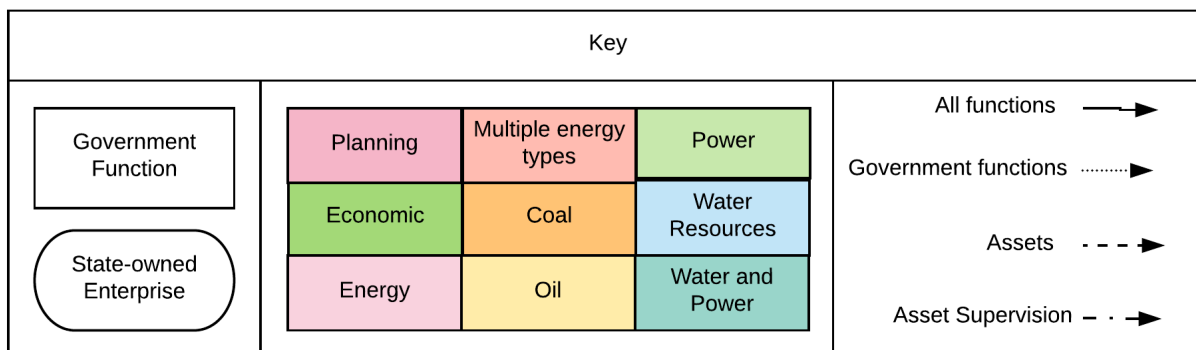 Key
Government
Function
State-owned
Enterprise
Planning
Multiple energy
types
Power
Economic
Coal
Water
Resources
Energy
Oil
Water and
Power
All functions
Government functions
Assets
Asset Supervision